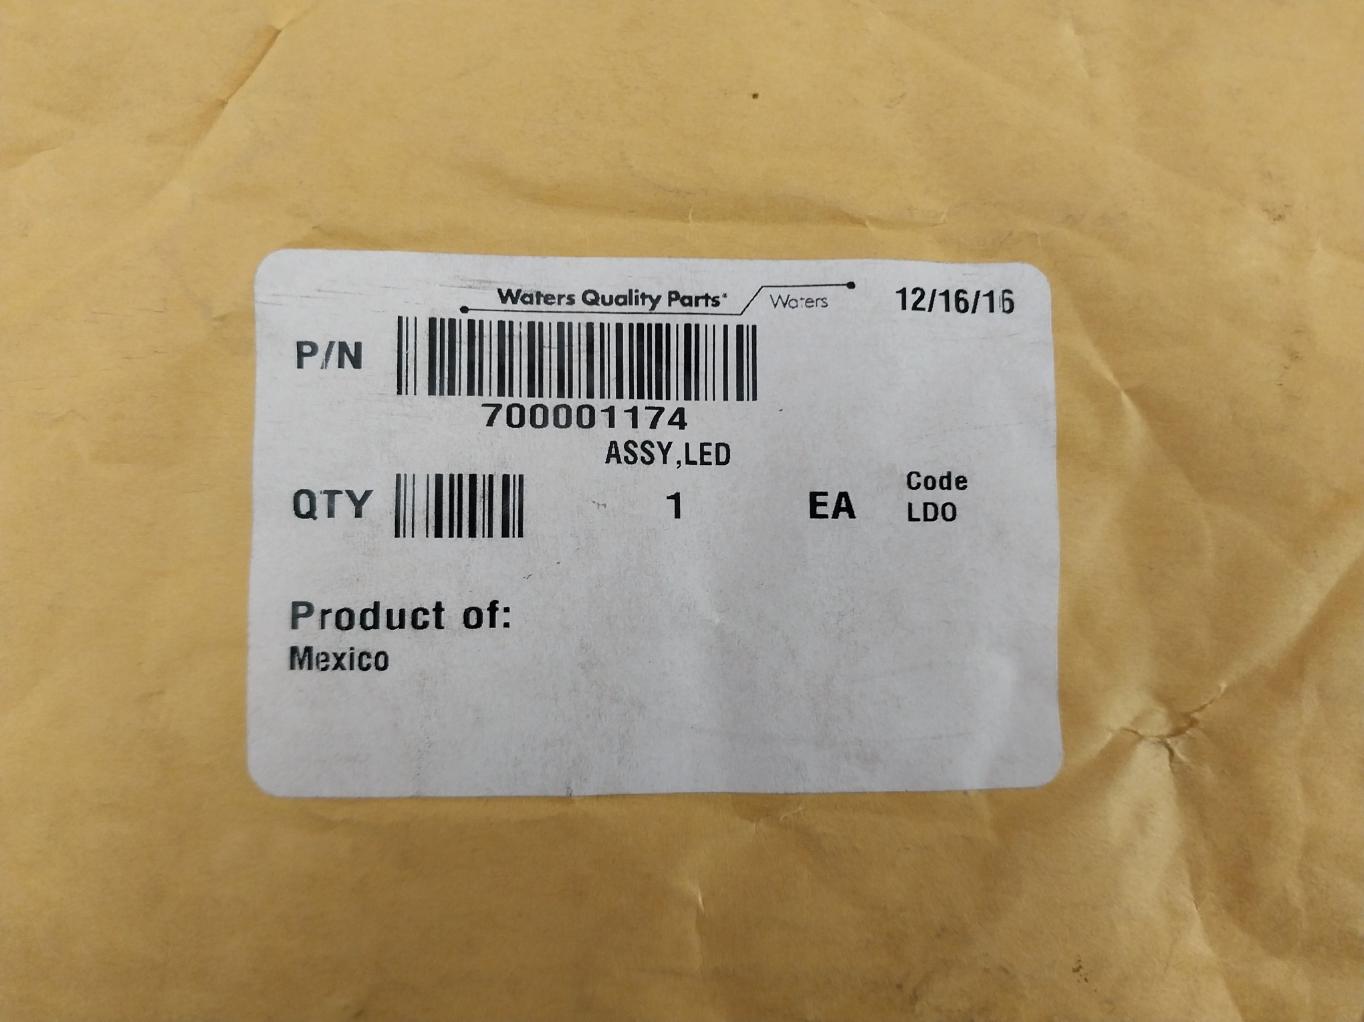 Waters Quality Parts® Waters 12/16/16
P/N
700001174
ASSY,LED
QTY 1 EA Code
LDO
Product of:
Mexico